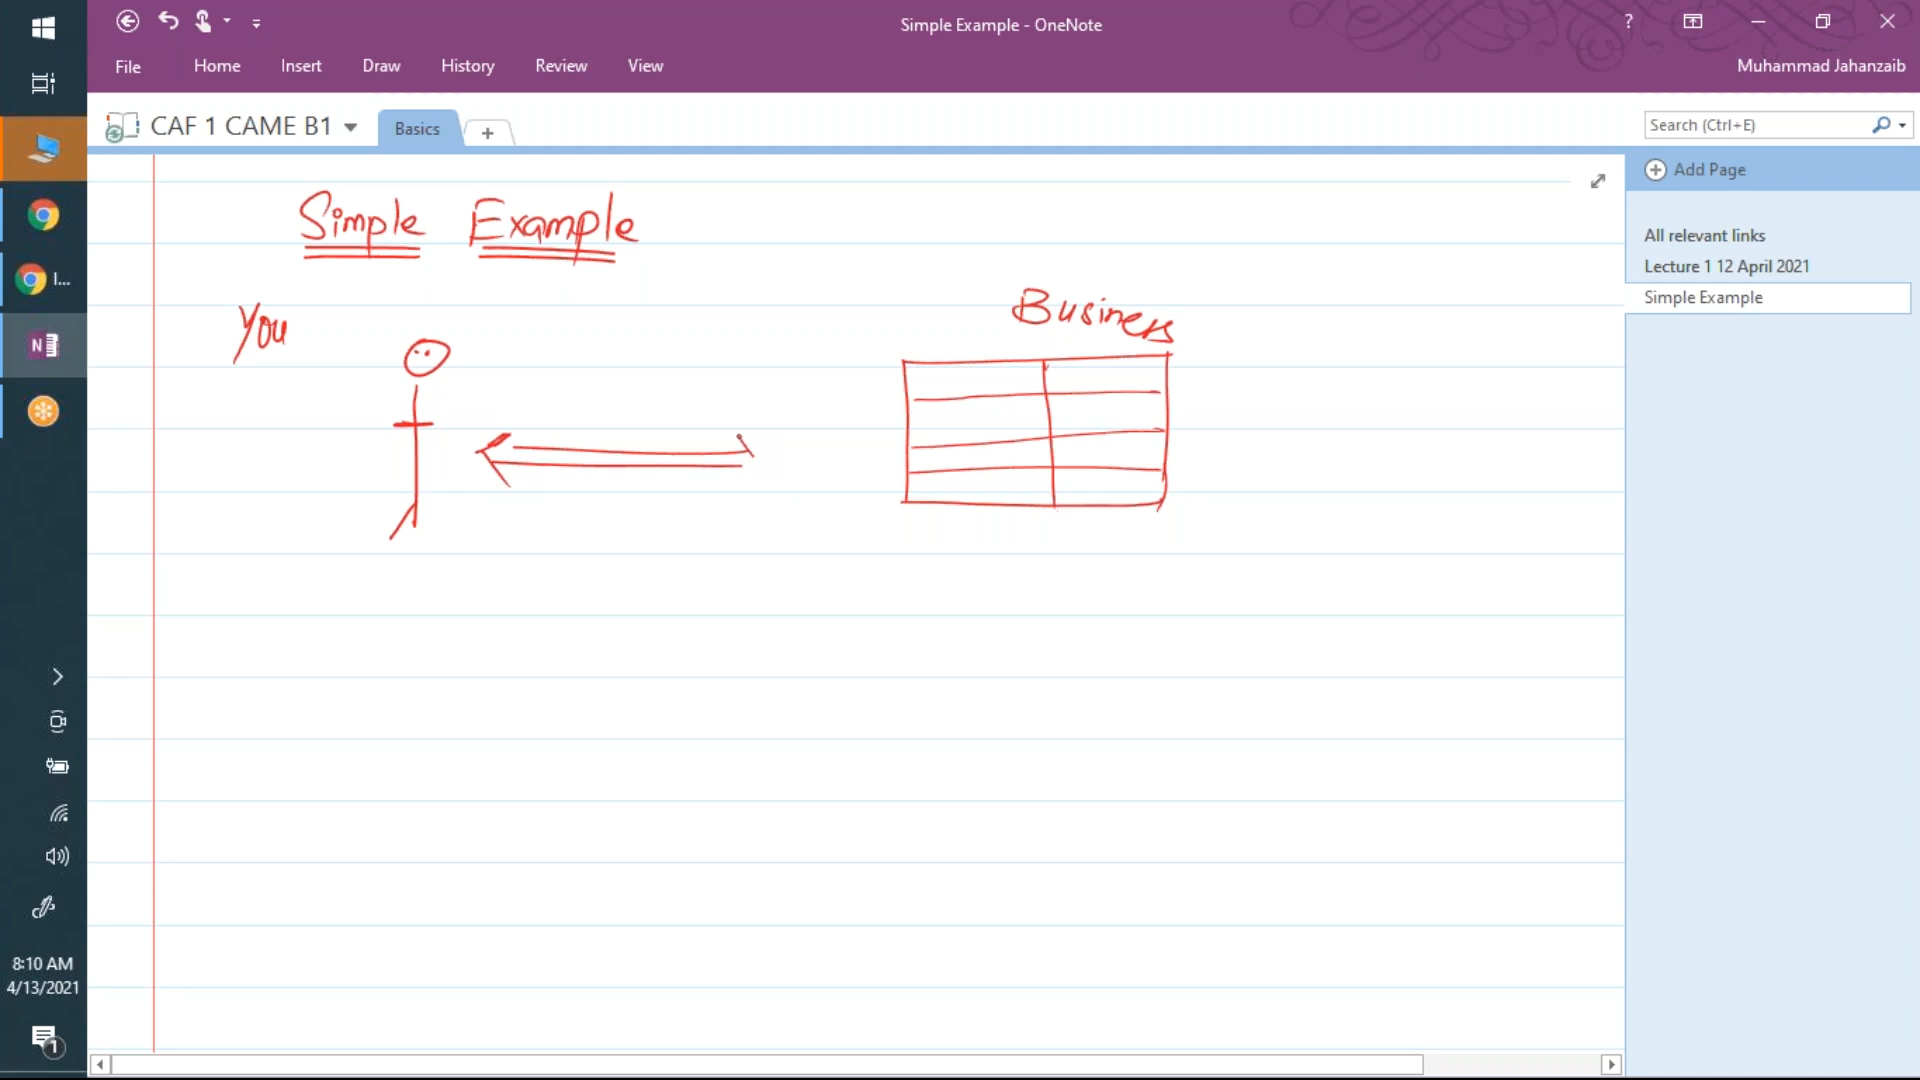 Simple Example - OneNote
File Home Insert Draw History Review View
Muhammad Jahanzaib
CAF 1 CAME B1 Basics
Search (Ctrl+E)
Add Page
All relevant links
Lecture 1 12 April 2021
Simple Example
Simple Example
You
Business
I...
N
8:10 AM
4/13/2021
1